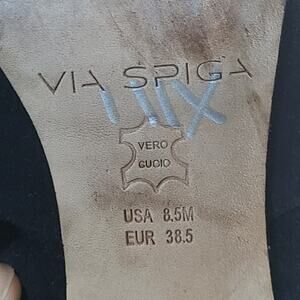 VIA SPIGA
VERO
CUOIO
USA 8.5M
EUR 38.5